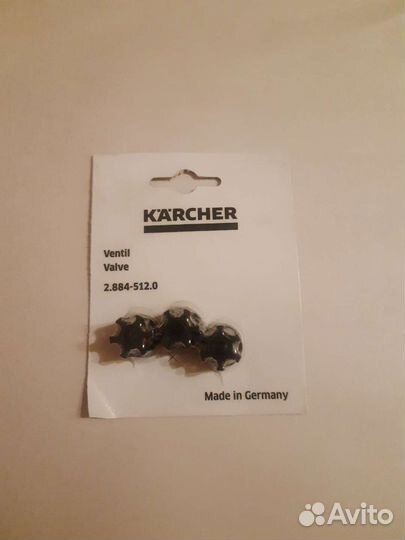 KÄRCHER
Ventil
Valve
2.884-512.0
Made in Germany
Avito